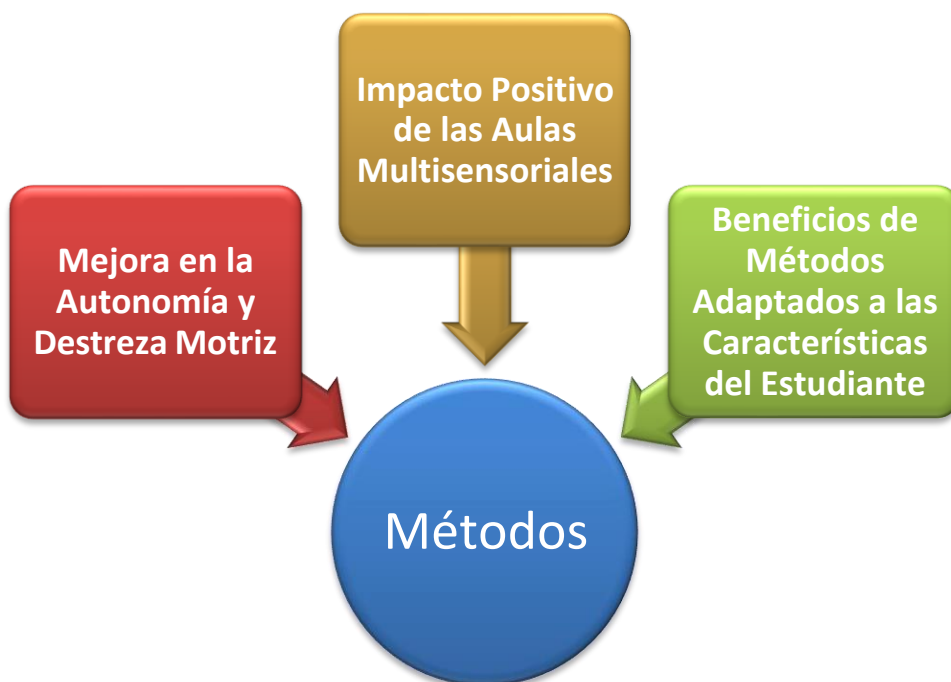 Impacto Positivo
de las Aulas
Multisensoriales
Mejora en la
Autonomía y
Destreza Motriz
Beneficios de
Métodos
Adaptados a las
Características
del Estudiante
Métodos